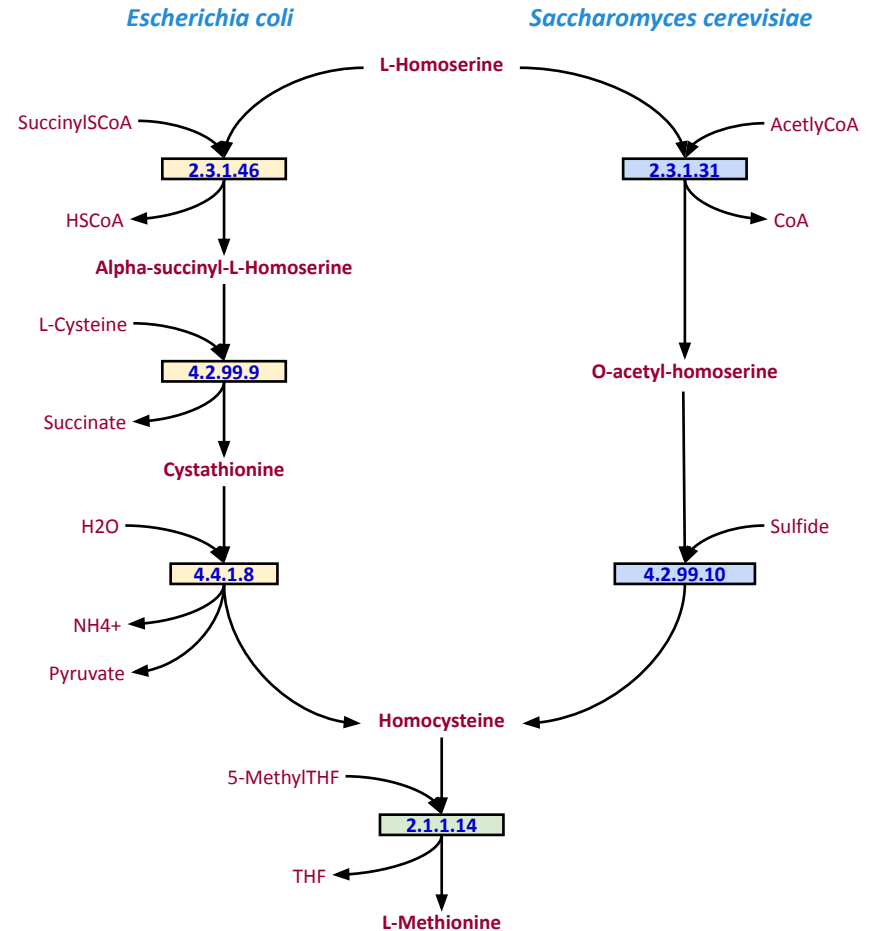 Escherichia coli
Saccharomyces cerevisiae
L-Homoserine
SuccinylSCoA
AcetlyCoA
2.3.1.46
2.3.1.31
HSCoA
CoA
Alpha-succinyl-L-Homoserine
L-Cysteine
4.2.99.9
O-acetyl-homoserine
Succinate
Cystathionine
H2O
Sulfide
4.4.1.8
4.2.99.10
NH4+
Pyruvate
Homocysteine
5-MethylTHF
2.1.1.14
THF
L-Methionine